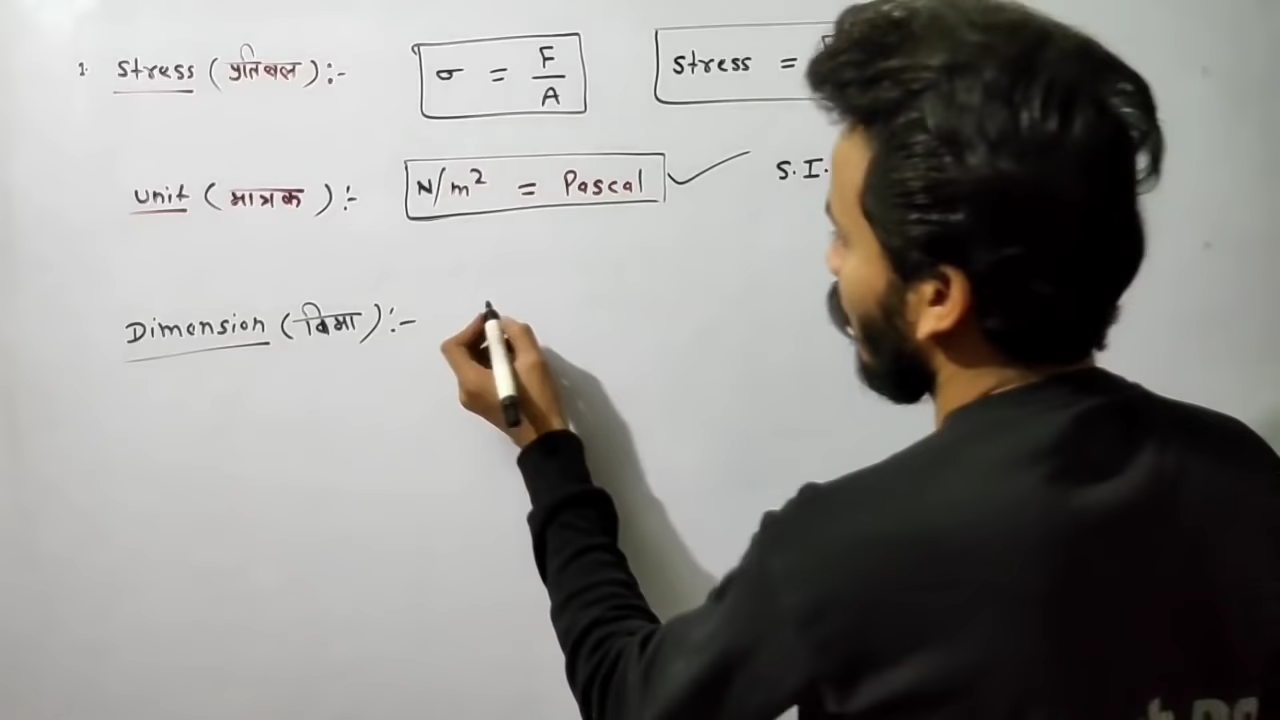 1. Stress (प्रतिबल) :- σ = F/A Stress =
Unit (मात्रक) :- N/m² = Pascal ✓ S.I.
Dimension (विमा) :-